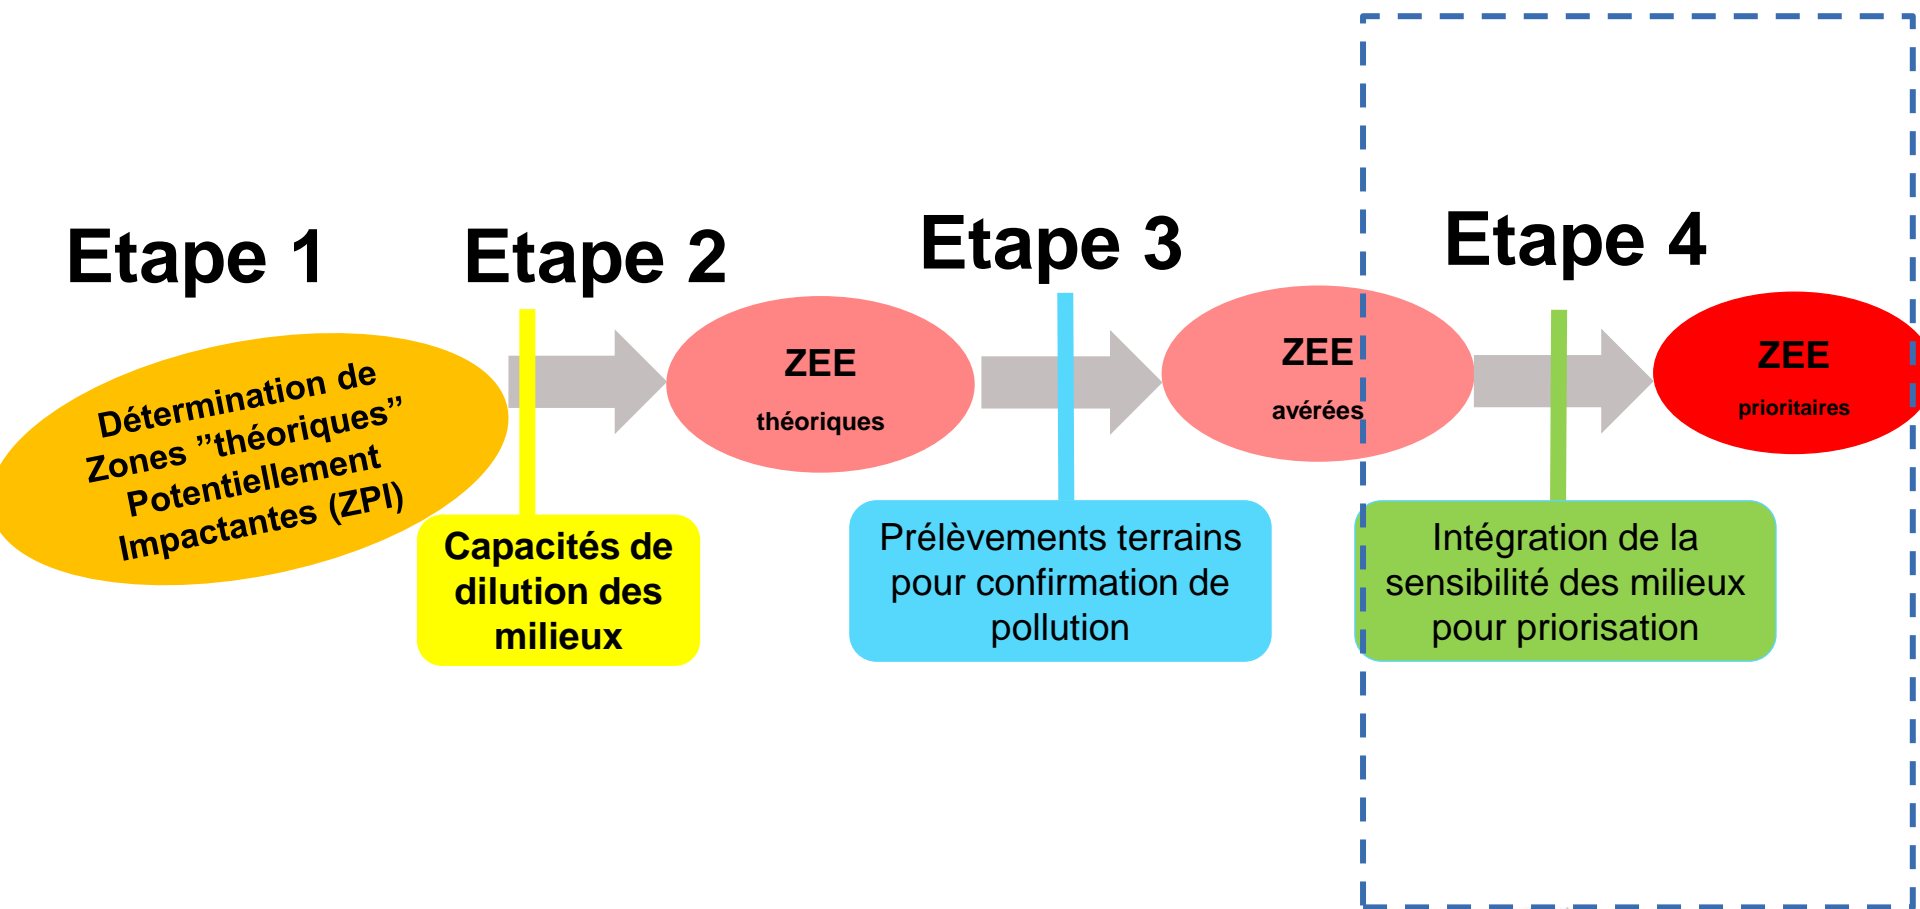 Etape 1
Détermination de
Zones ’’théoriques’’
Potentiellement
Impactantes (ZPI)
Etape 2
Capacités de
dilution des
milieux
ZEE
théoriques
Etape 3
Prélèvements terrains
pour confirmation de
pollution
ZEE
avérées
Etape 4
Intégration de la
sensibilité des milieux
pour priorisation
ZEE
prioritaires